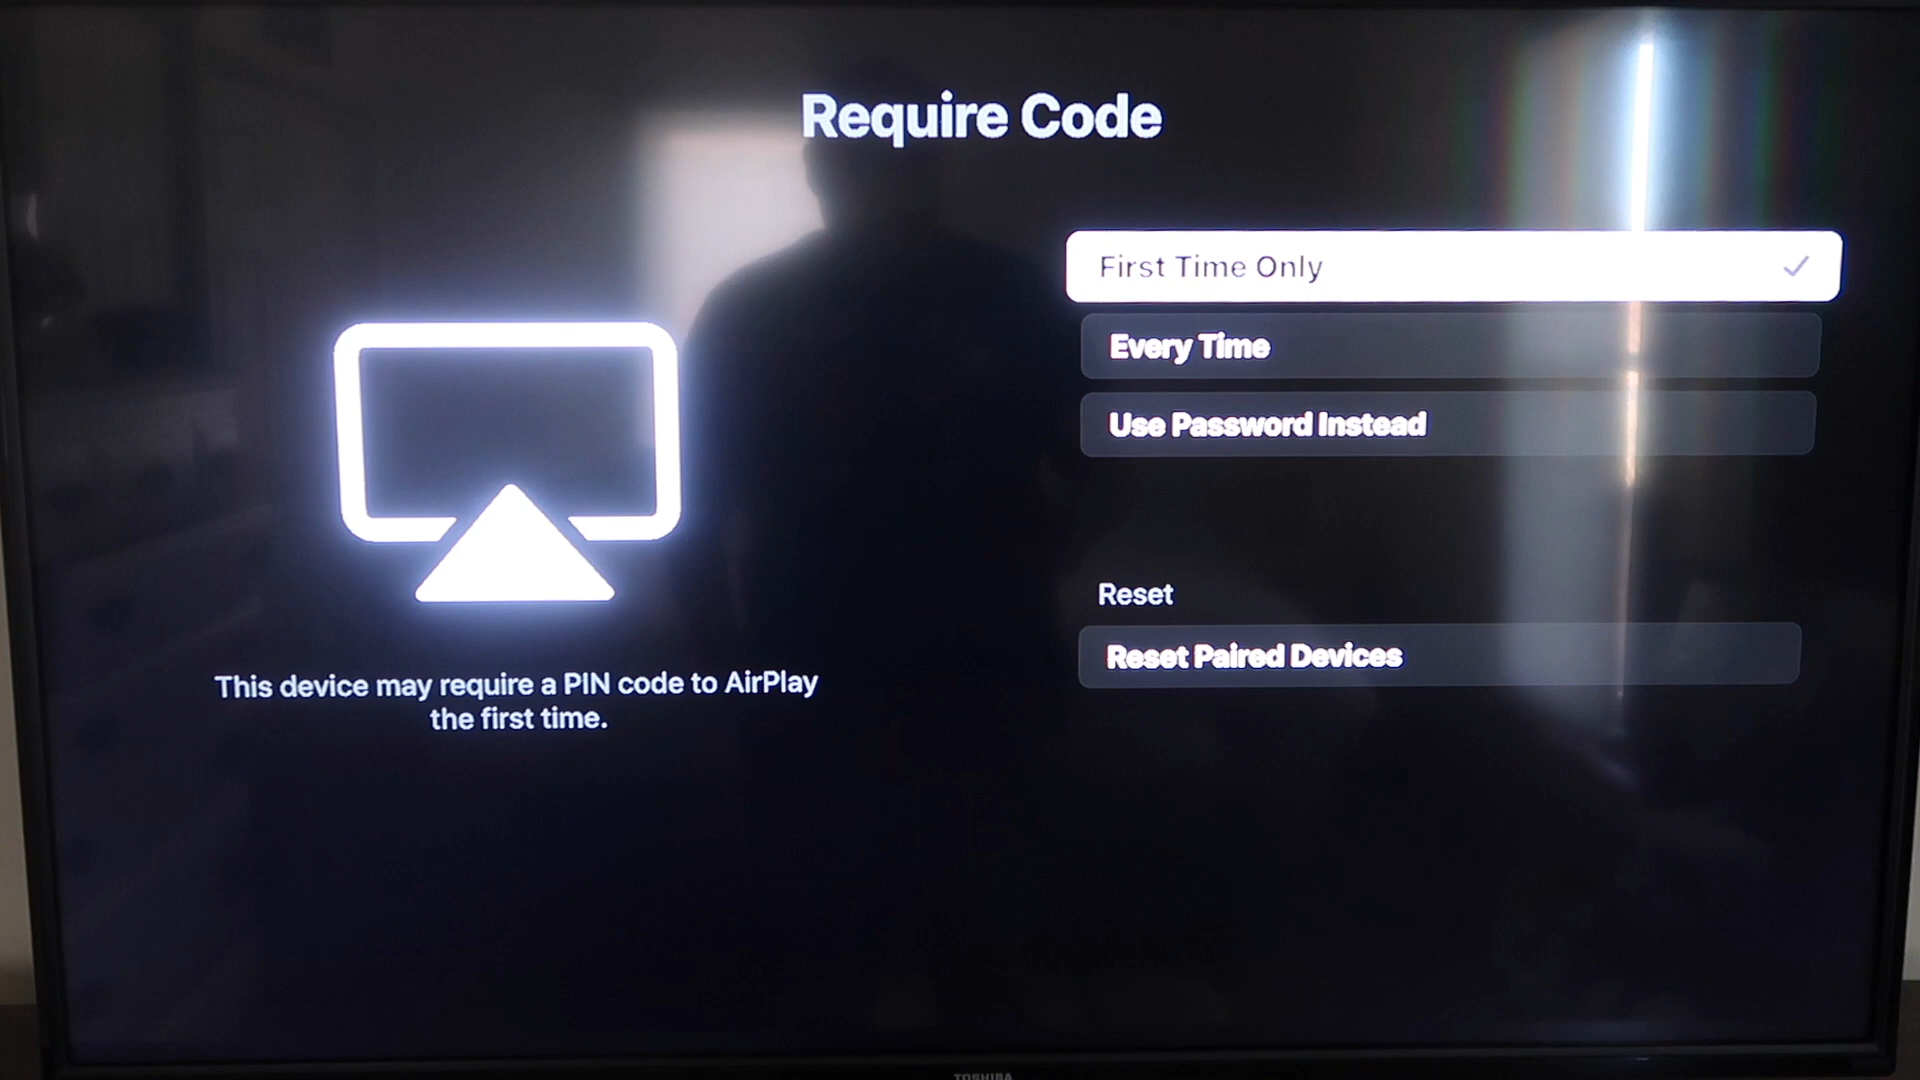 Require Code
First Time Only
Every Time
Use Password Instead
Reset
Reset Paired Devices
This device may require a PIN code to AirPlay
the first time.
TOSHIBA